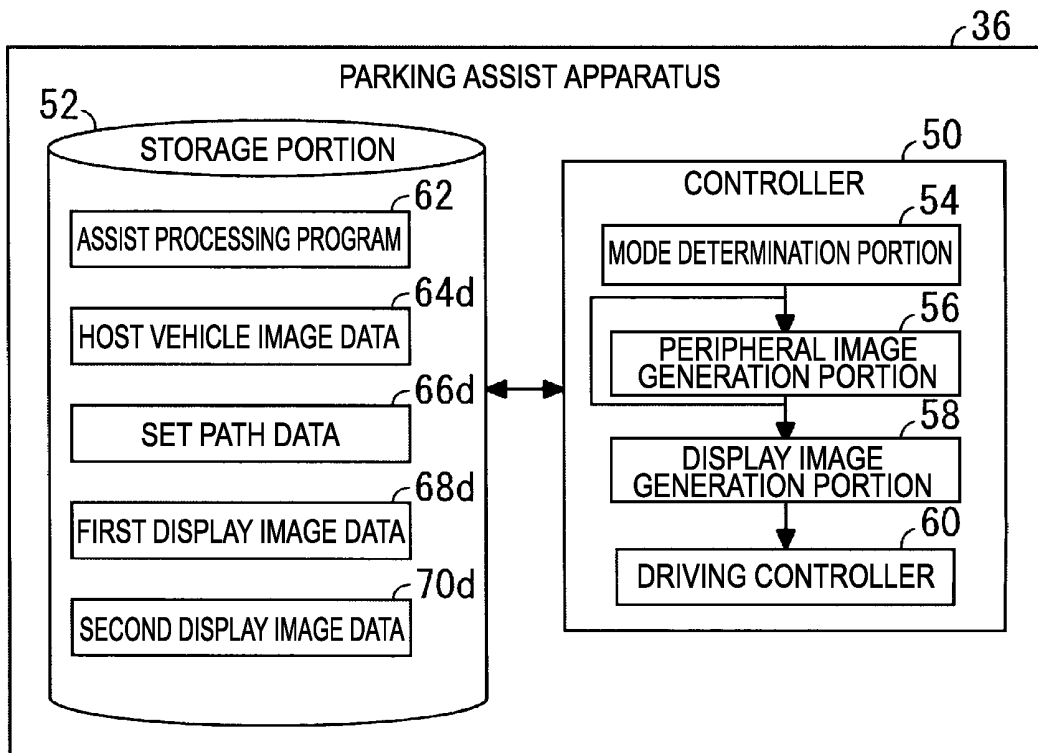 36
PARKING ASSIST APPARATUS
52
STORAGE PORTION
62
ASSIST PROCESSING PROGRAM
64d
HOST VEHICLE IMAGE DATA
66d
SET PATH DATA
68d
FIRST DISPLAY IMAGE DATA
70d
SECOND DISPLAY IMAGE DATA
50
CONTROLLER
54
MODE DETERMINATION PORTION
56
PERIPHERAL IMAGE
GENERATION PORTION
58
DISPLAY IMAGE
GENERATION PORTION
60
DRIVING CONTROLLER